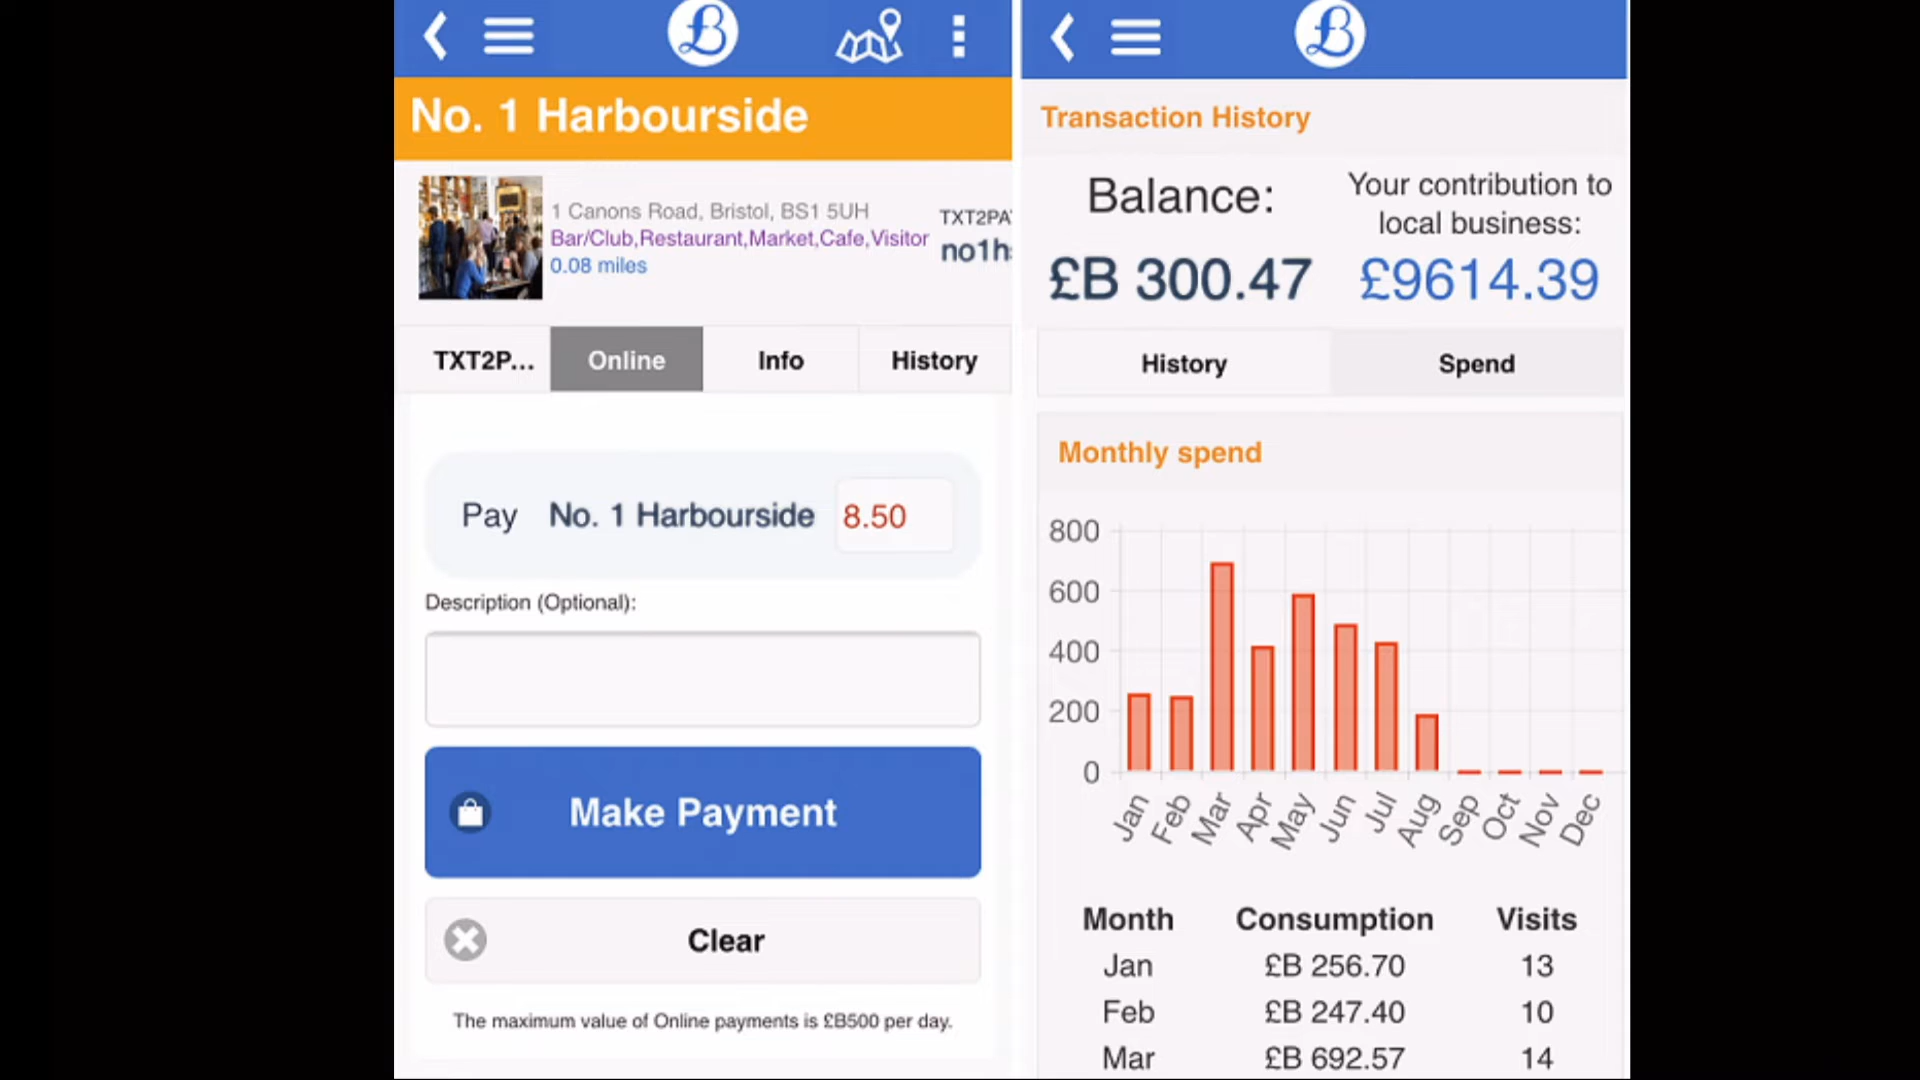 £B
No. 1 Harbourside
1 Canons Road, Bristol, BS1 5UH
Bar/Club,Restaurant,Market,Cafe,Visitor
0.08 miles
TXT2P... Online Info History
Pay No. 1 Harbourside 8.50
Description (Optional):
Make Payment
Clear
The maximum value of Online payments is £B500 per day.
£B
Transaction History
Balance:
£B 300.47
Your contribution to
local business:
£9614.39
History Spend
Monthly spend
800
600
400
200
0
Jan Feb Mar Apr May Jun Jul Aug Sep Oct Nov Dec
Month Consumption Visits
Jan £B 256.70 13
Feb £B 247.40 10
Mar £B 692.57 14